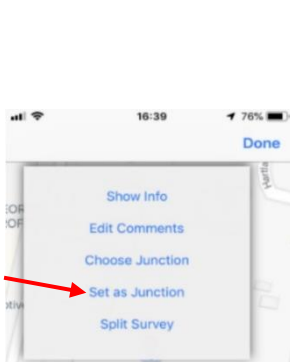 16:39 76%
Done
Show Info
Edit Comments
Choose Junction
Set as Junction
Split Survey